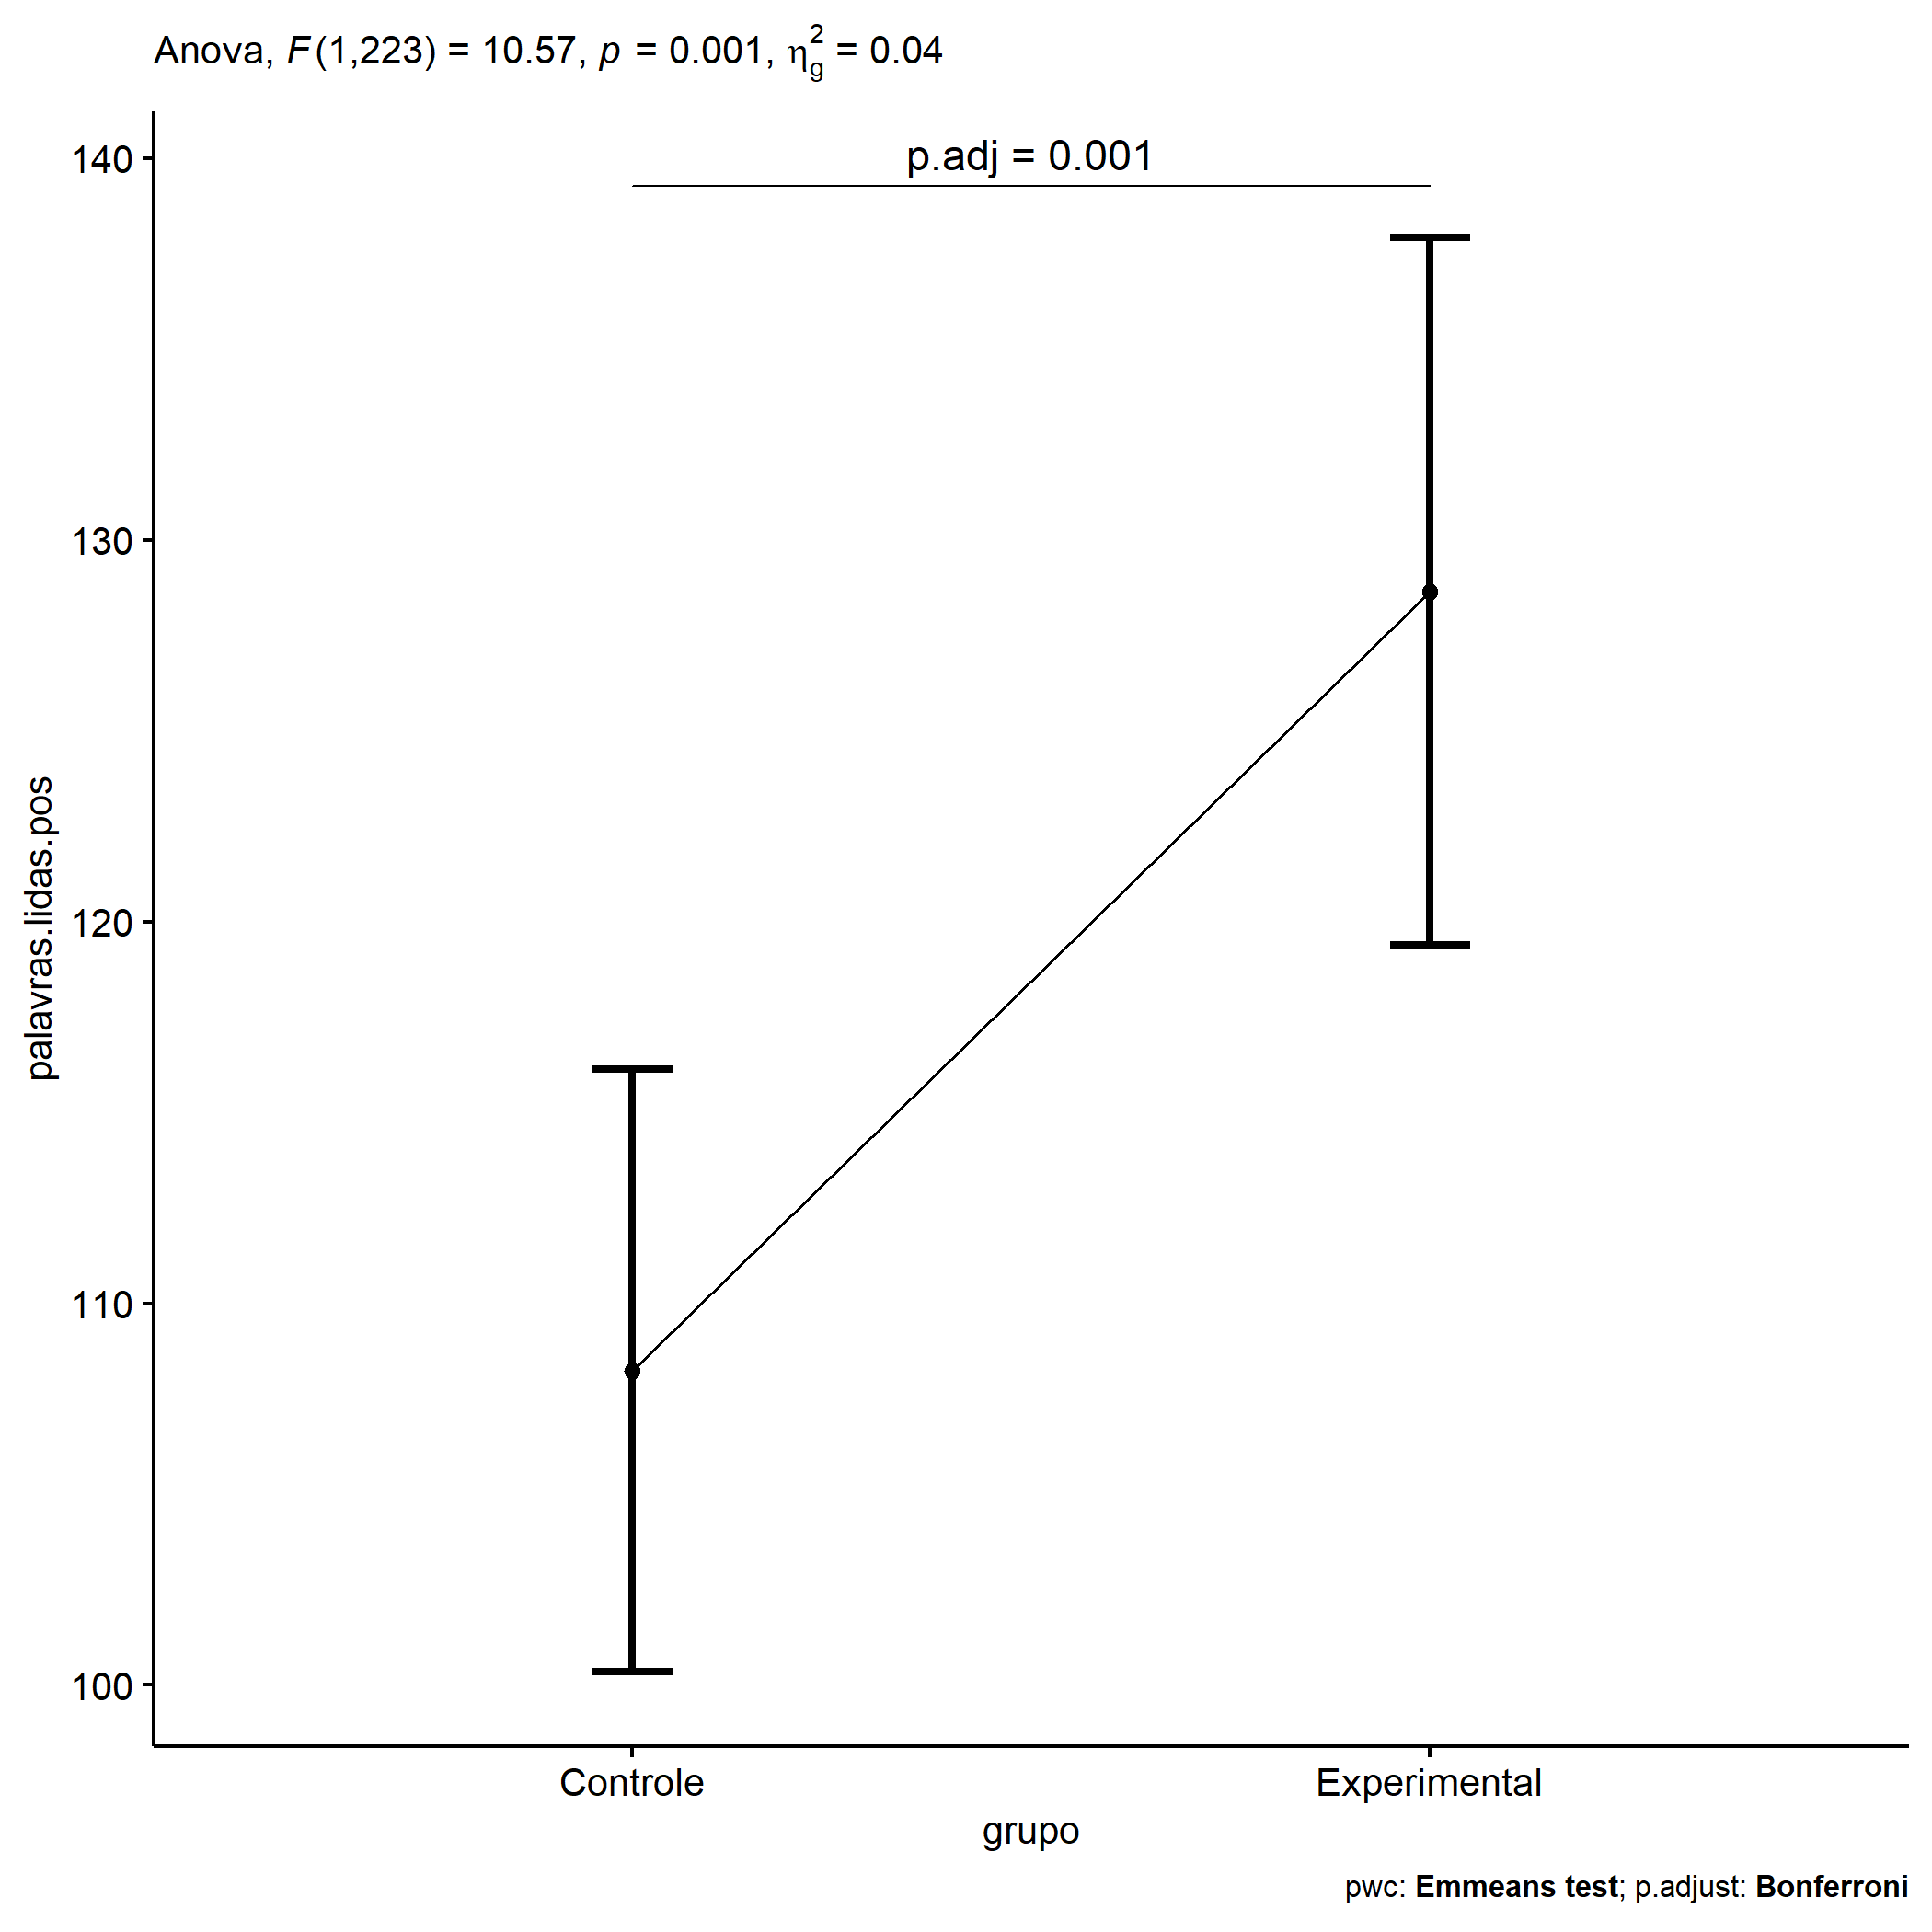 Anova, F(1,223) = 10.57, p = 0.001, η²g = 0.04
p.adj = 0.001
140
130
120
110
100
palavras.lidas.pos
Controle Experimental
grupo
pwc: Emmeans test; p.adjust: Bonferroni